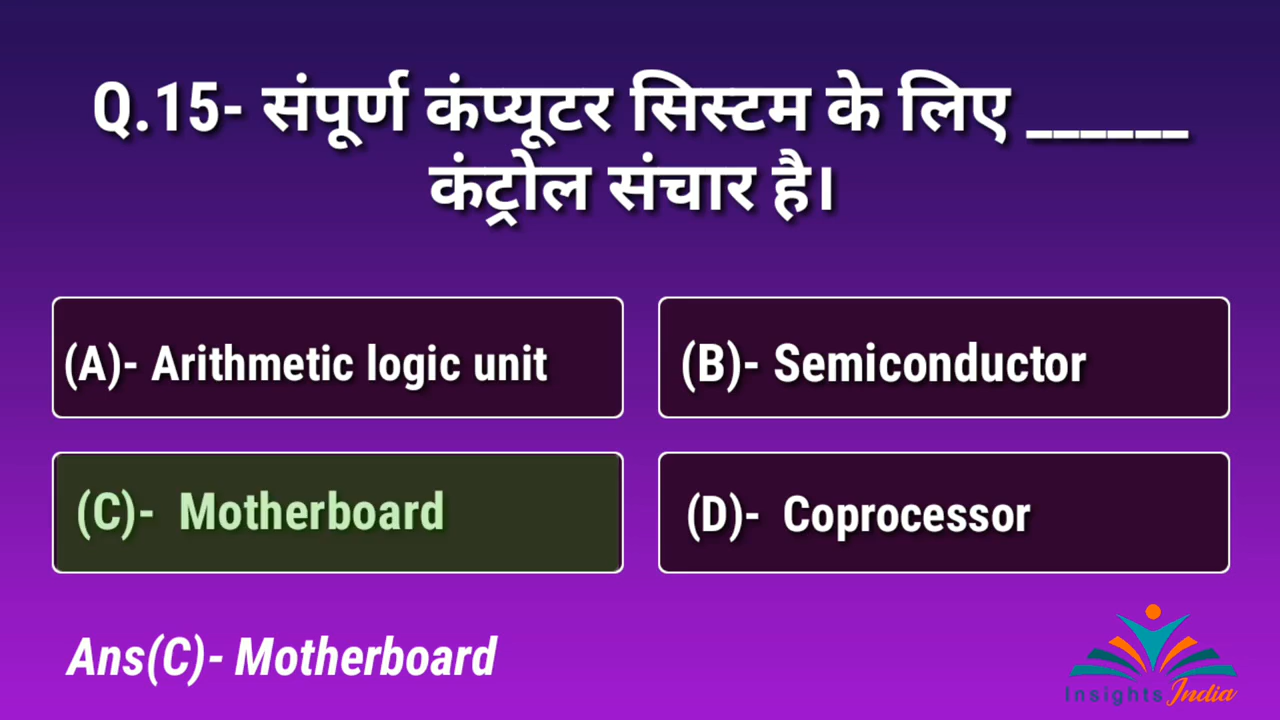 Q.15- संपूर्ण कंप्यूटर सिस्टम के लिए ______
कंट्रोल संचार है।
(A)- Arithmetic logic unit
(B)- Semiconductor
(C)- Motherboard
(D)- Coprocessor
Ans(C)- Motherboard
Insights India